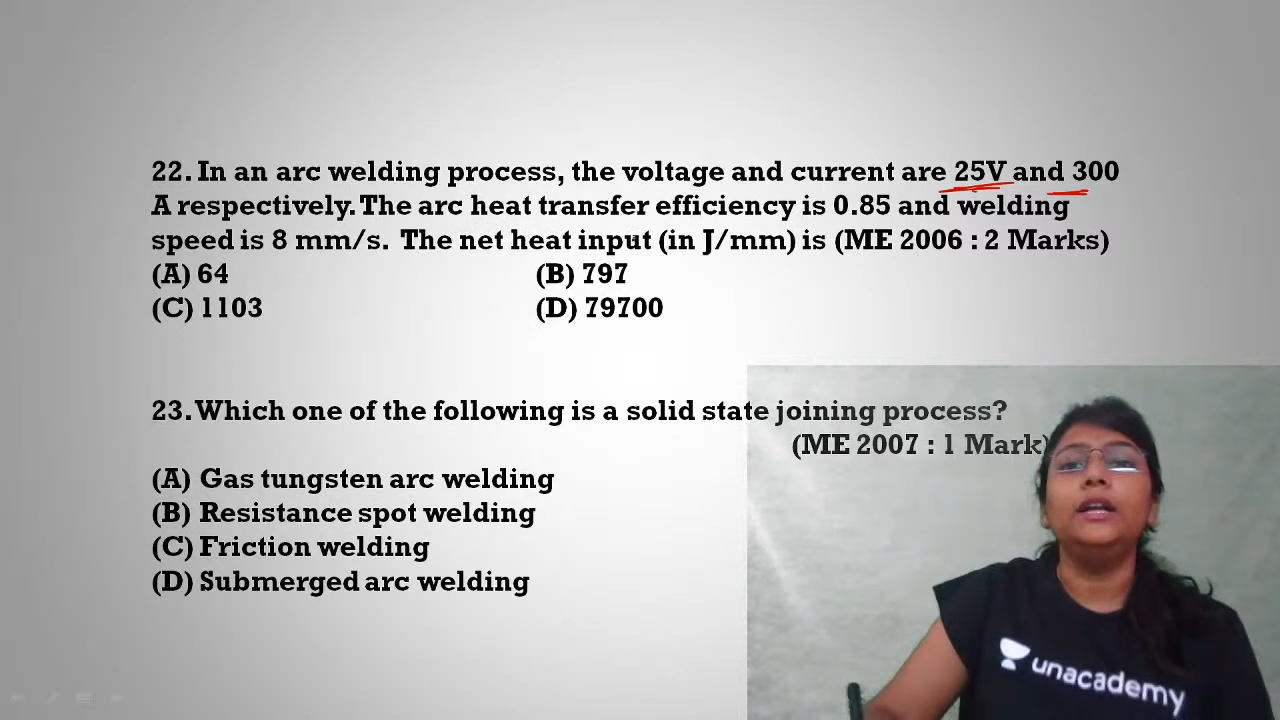 22. In an arc welding process, the voltage and current are 25V and 300
A respectively. The arc heat transfer efficiency is 0.85 and welding
speed is 8 mm/s. The net heat input (in J/mm) is (ME 2006 : 2 Marks)
(A) 64 (B) 797
(C) 1103 (D) 79700
23. Which one of the following is a solid state joining process?
(ME 2007 : 1 Mark)
(A) Gas tungsten arc welding
(B) Resistance spot welding
(C) Friction welding
(D) Submerged arc welding
unacademy